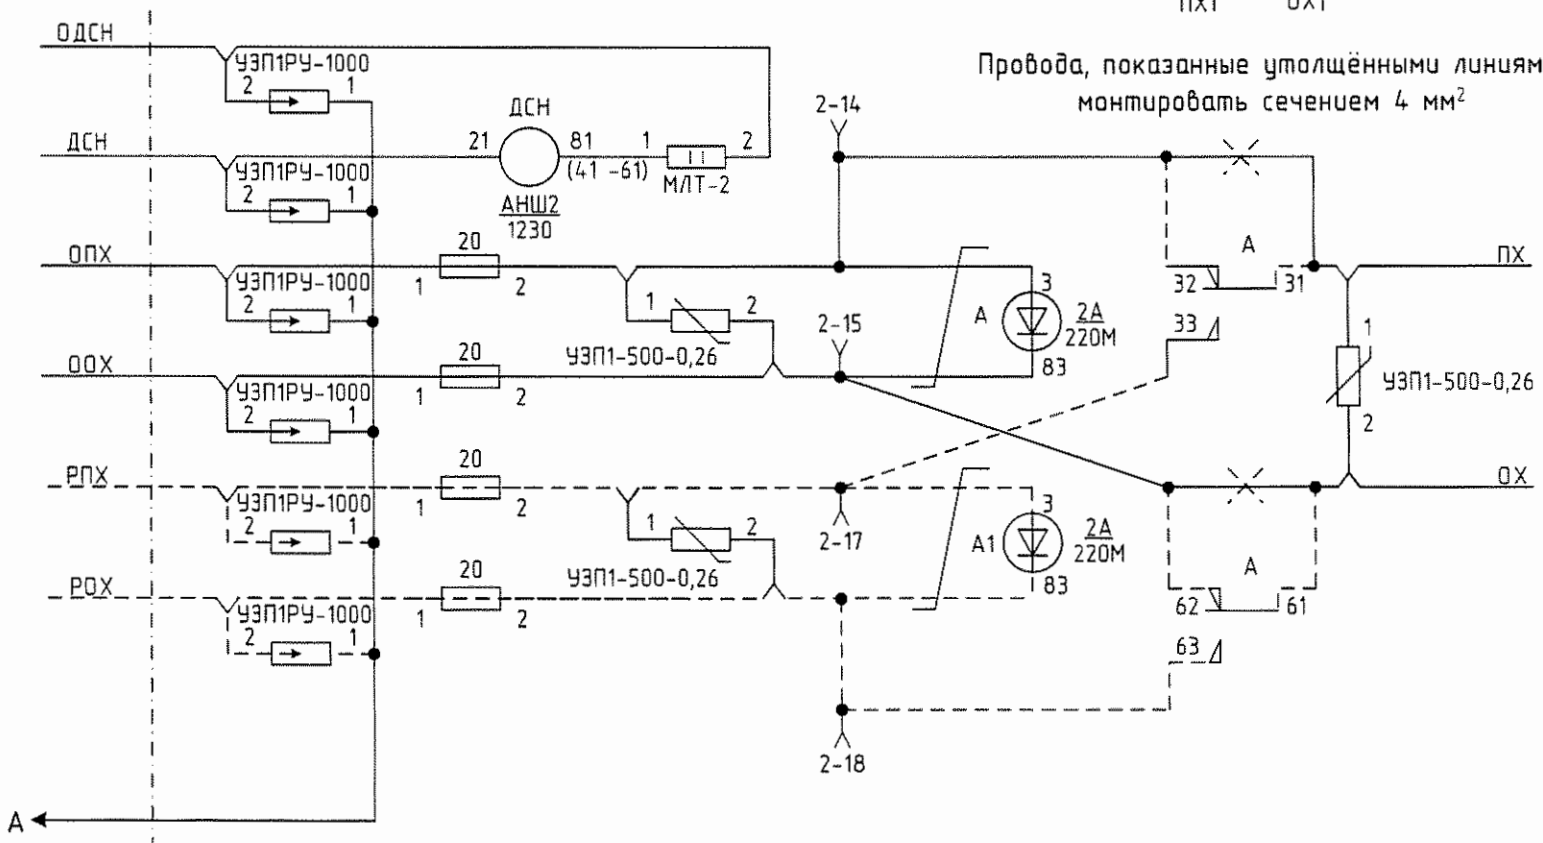 ПХ1 ОХ1
Провода, показанные утолщёнными линиям
монтировать сечением 4 мм²
ОДСН
УЗП1РУ-1000
2 1
ДСН
УЗП1РУ-1000
2 1
21 ДСН 81
(41 -61)
АНШ2
1230
1 2
МЛТ-2
2-14
ОПХ
УЗП1РУ-1000
2 1
20
1 2
1 2
УЗП1-500-0,26
А
3
2А
220М
83
2-15
А
32 31
33
ПХ
1
УЗП1-500-0,26
2
ООХ
УЗП1РУ-1000
2 1
20
1 2
РПХ
УЗП1РУ-1000
2 1
20
1 2
1 2
УЗП1-500-0,26
2-17
А1
3
2А
220М
83
ОХ
А
62 61
63
РОХ
УЗП1РУ-1000
2 1
20
1 2
2-18
А